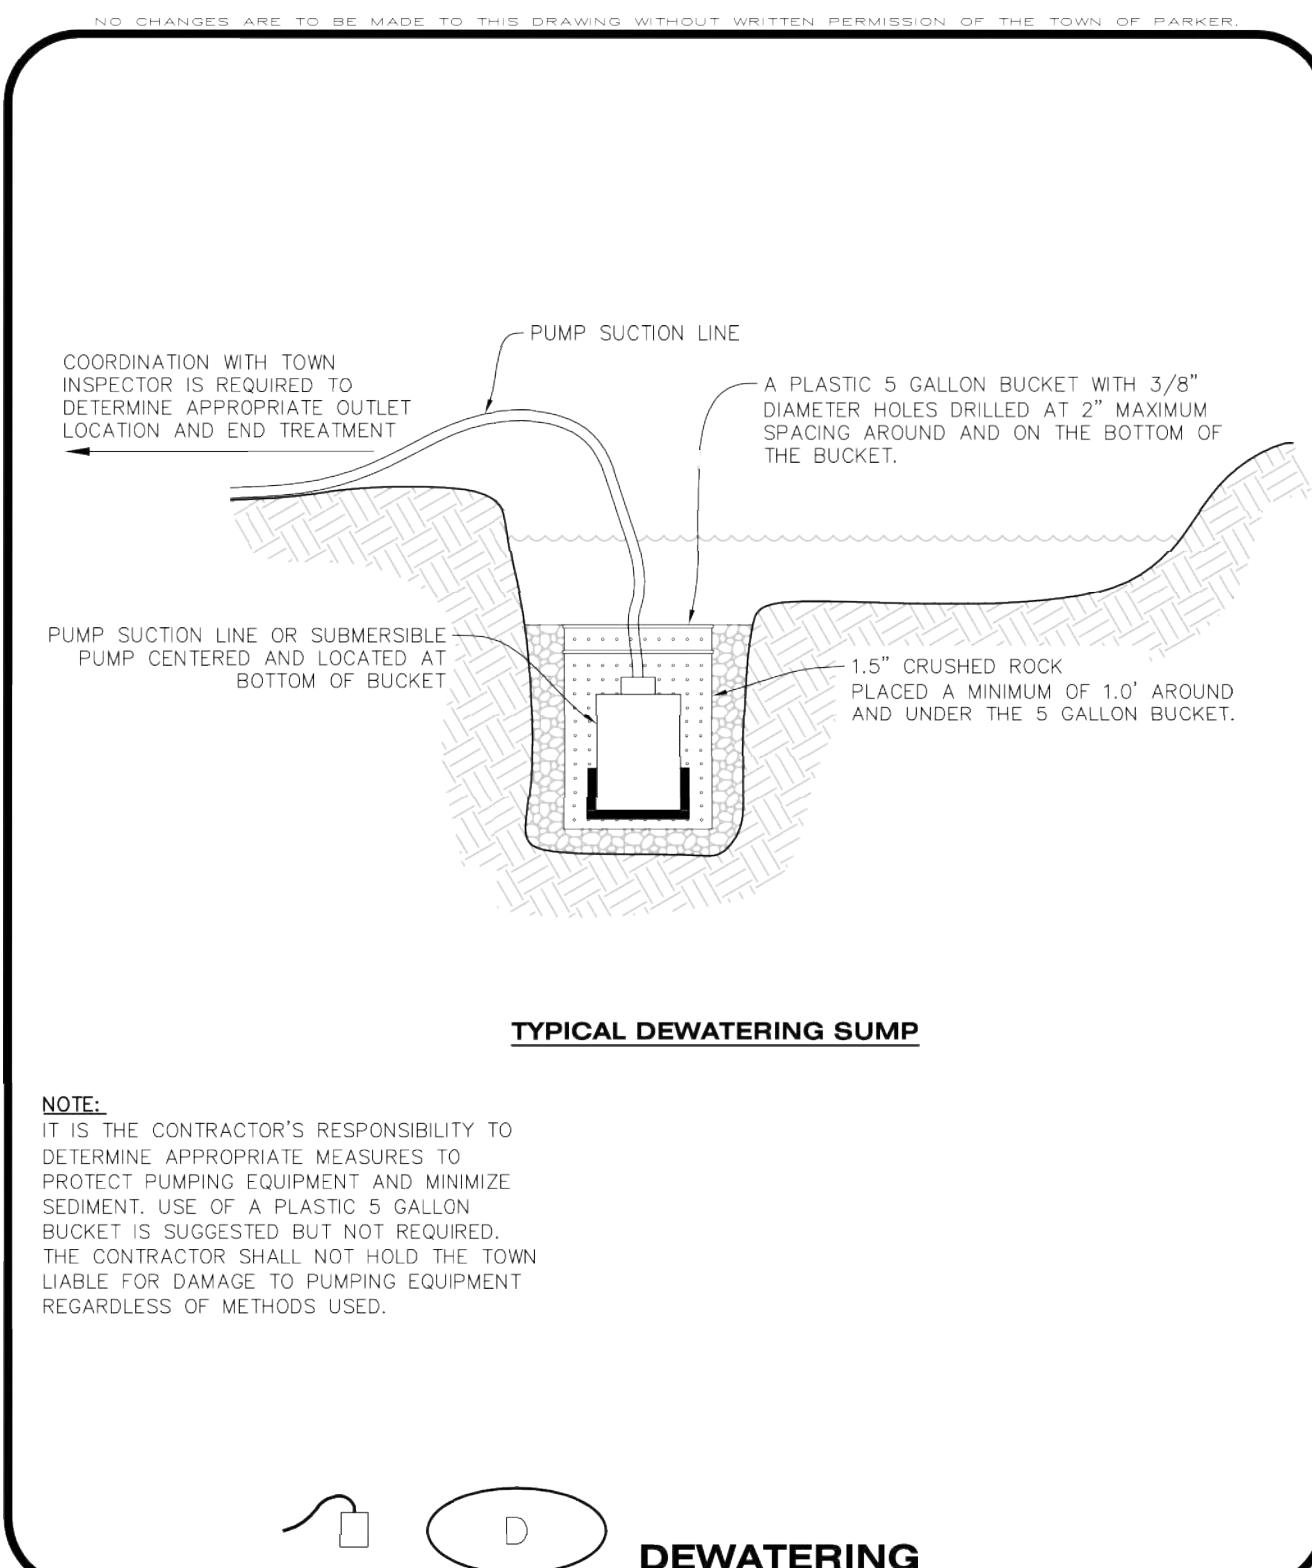 NO CHANGES ARE TO BE MADE TO THIS DRAWING WITHOUT WRITTEN PERMISSION OF THE TOWN OF PARKER.
PUMP SUCTION LINE
COORDINATION WITH TOWN
INSPECTOR IS REQUIRED TO
DETERMINE APPROPRIATE OUTLET
LOCATION AND END TREATMENT
A PLASTIC 5 GALLON BUCKET WITH 3/8"
DIAMETER HOLES DRILLED AT 2" MAXIMUM
SPACING AROUND AND ON THE BOTTOM OF
THE BUCKET.
PUMP SUCTION LINE OR SUBMERSIBLE
PUMP CENTERED AND LOCATED AT
BOTTOM OF BUCKET
1.5" CRUSHED ROCK
PLACED A MINIMUM OF 1.0' AROUND
AND UNDER THE 5 GALLON BUCKET.
TYPICAL DEWATERING SUMP
NOTE:
IT IS THE CONTRACTOR'S RESPONSIBILITY TO
DETERMINE APPROPRIATE MEASURES TO
PROTECT PUMPING EQUIPMENT AND MINIMIZE
SEDIMENT. USE OF A PLASTIC 5 GALLON
BUCKET IS SUGGESTED BUT NOT REQUIRED.
THE CONTRACTOR SHALL NOT HOLD THE TOWN
LIABLE FOR DAMAGE TO PUMPING EQUIPMENT
REGARDLESS OF METHODS USED.
D
DEWATERING